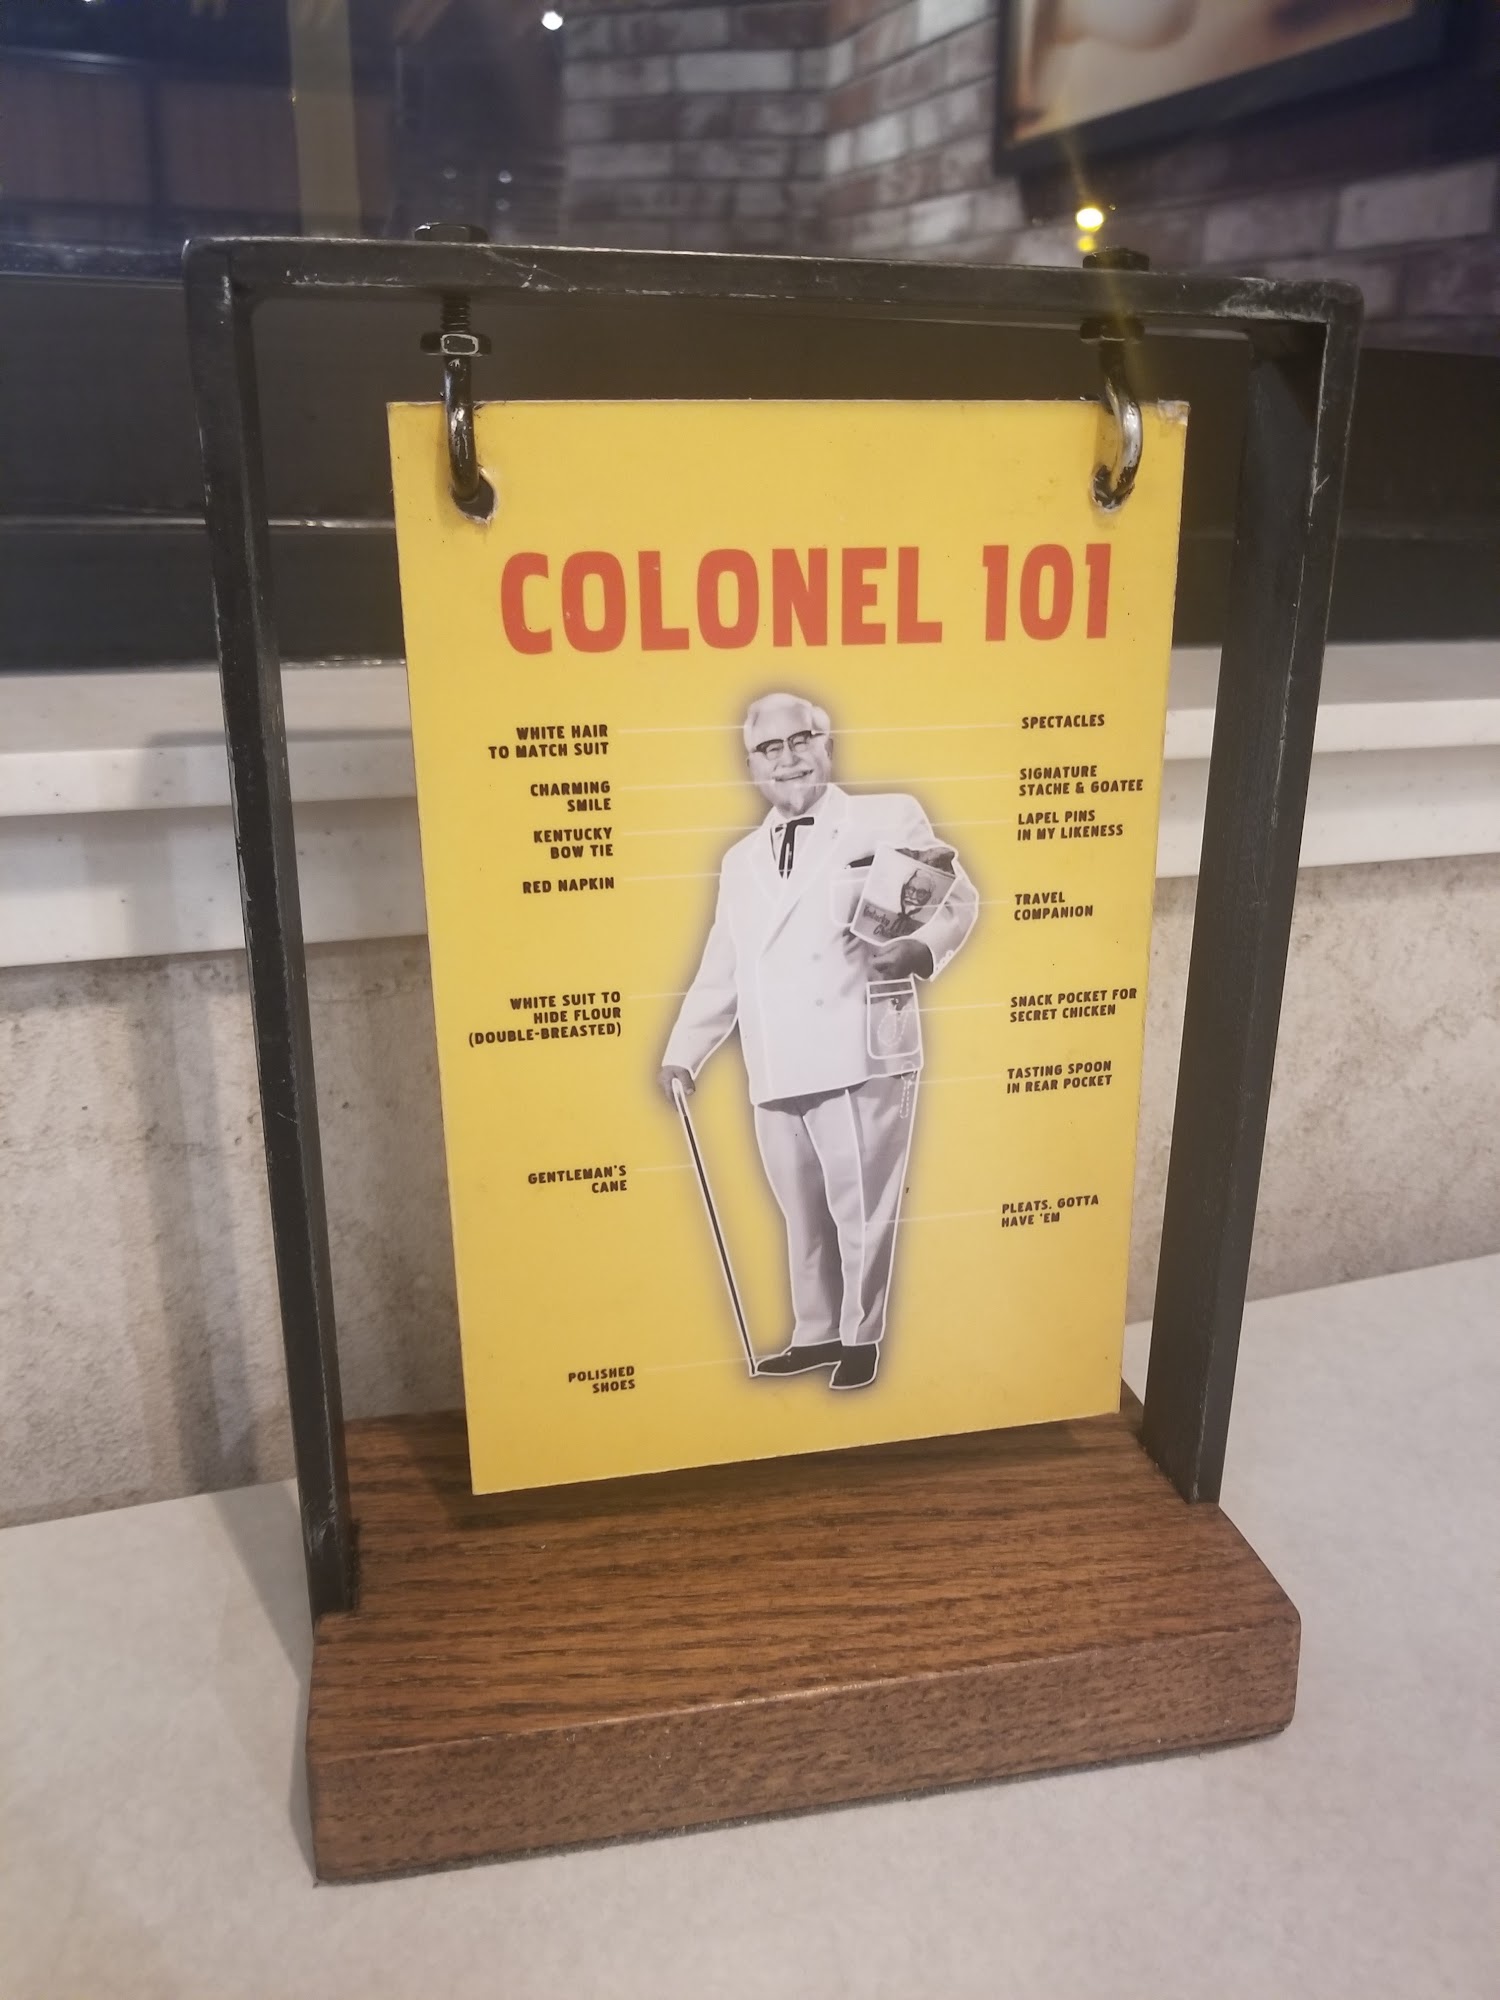 COLONEL 101
WHITE HAIR
TO MATCH SUIT
CHARMING
SMILE
KENTUCKY
BOW TIE
RED NAPKIN
WHITE SUIT TO
HIDE FLOUR
(DOUBLE-BREASTED)
GENTLEMAN'S
CANE
POLISHED
SHOES
SPECTACLES
SIGNATURE
STACHE & GOATEE
LAPEL PINS
IN MY LIKENESS
TRAVEL
COMPANION
SNACK POCKET FOR
SECRET CHICKEN
TASTING SPOON
IN REAR POCKET
PLEATS. GOTTA
HAVE 'EM